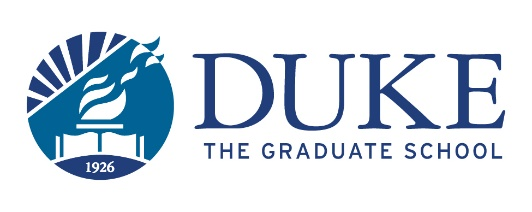 DUKE
THE GRADUATE SCHOOL
1926